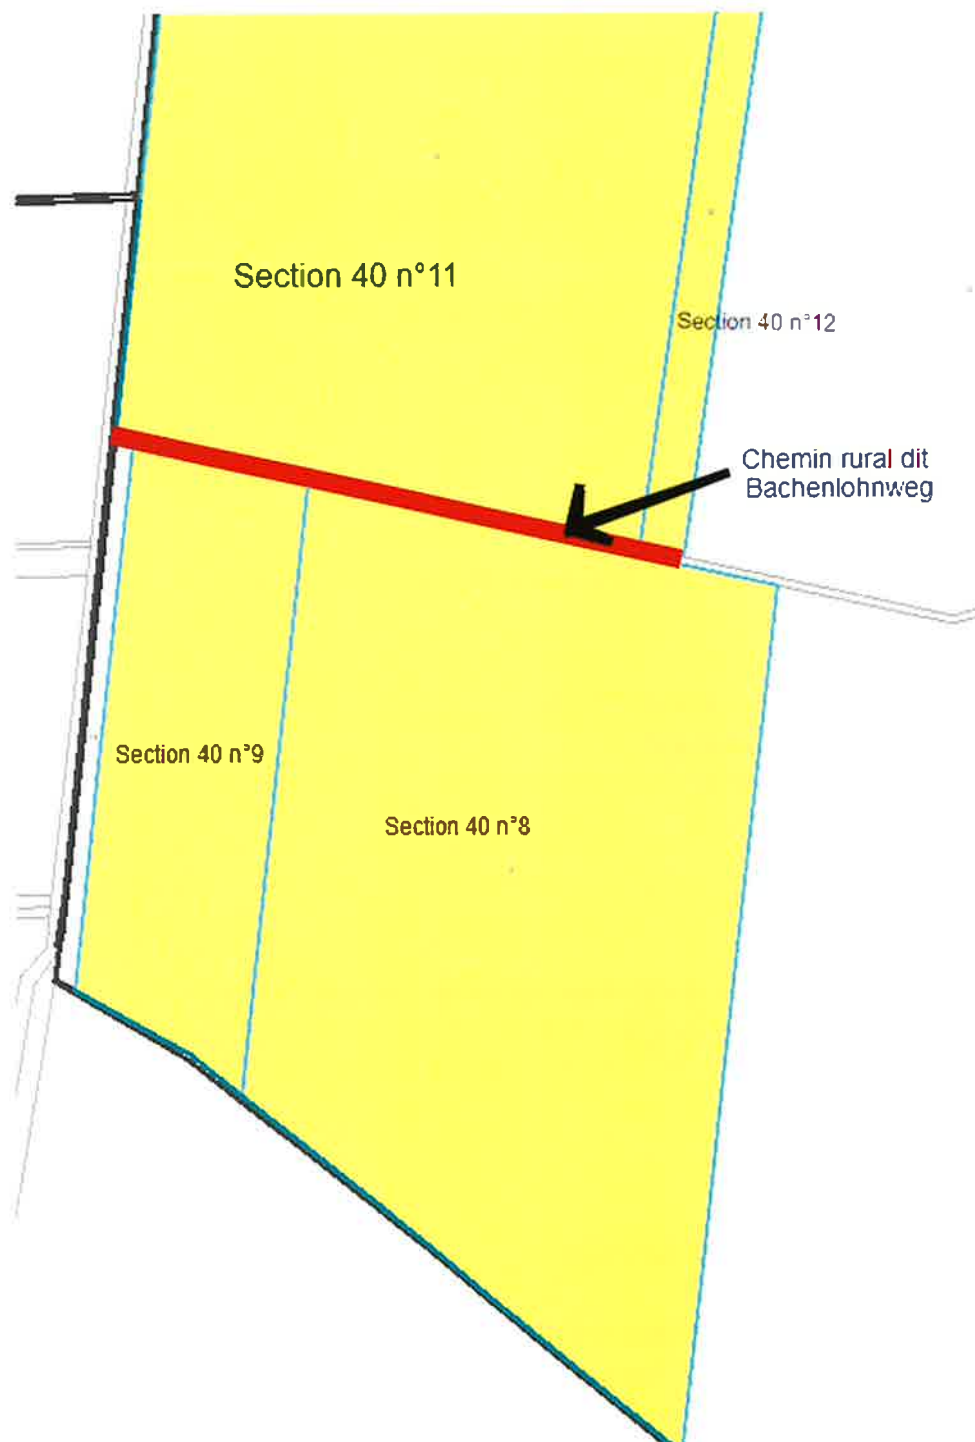 Section 40 n°11
Section 40 n°12
Chemin rural dit
Bachenlohnweg
Section 40 n°9
Section 40 n°8